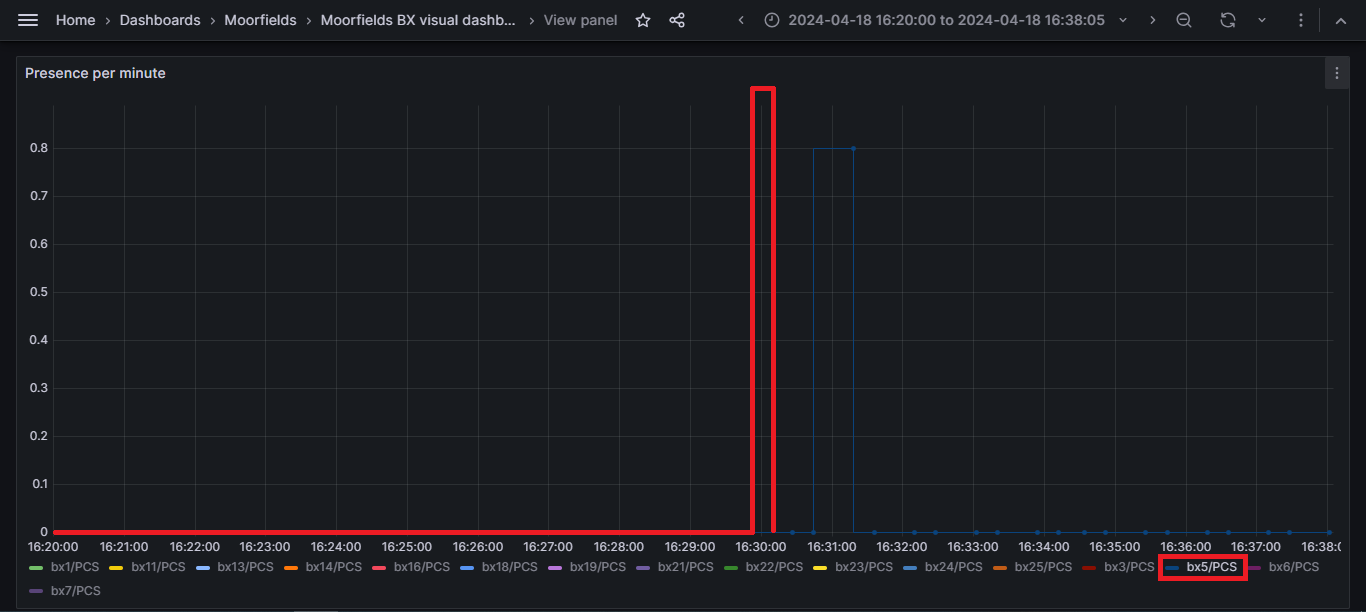 Home › Dashboards › Moorfields › Moorfields BX visual dashb... › View panel 2024-04-18 16:20:00 to 2024-04-18 16:38:05
Presence per minute
0.8
0.7
0.6
0.5
0.4
0.3
0.2
0.1
0
16:20:00 16:21:00 16:22:00 16:23:00 16:24:00 16:25:00 16:26:00 16:27:00 16:28:00 16:29:00 16:30:00 16:31:00 16:32:00 16:33:00 16:34:00 16:35:00 16:36:00 16:37:00 16:38:0
bx1/PCS bx11/PCS bx13/PCS bx14/PCS bx16/PCS bx18/PCS bx19/PCS bx21/PCS bx22/PCS bx23/PCS bx24/PCS bx25/PCS bx3/PCS bx5/PCS bx6/PCS
bx7/PCS